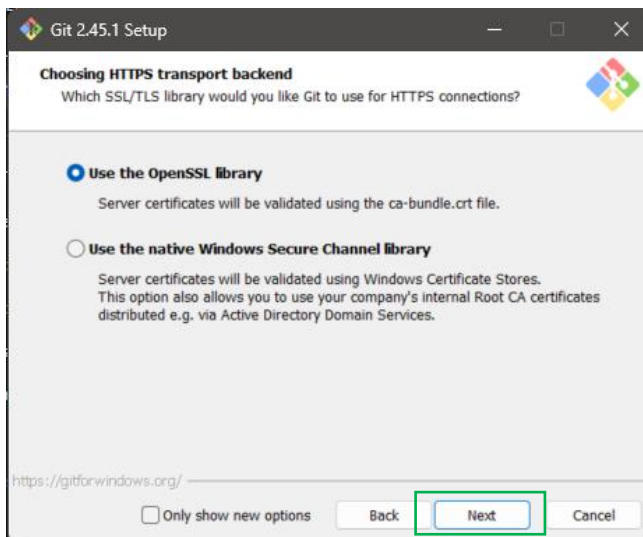 Git 2.45.1 Setup
Choosing HTTPS transport backend
Which SSL/TLS library would you like Git to use for HTTPS connections?
Use the OpenSSL library
Server certificates will be validated using the ca-bundle.crt file.
Use the native Windows Secure Channel library
Server certificates will be validated using Windows Certificate Stores.
This option also allows you to use your company's internal Root CA certificates
distributed e.g. via Active Directory Domain Services.
https://gitforwindows.org/
Only show new options Back Next Cancel